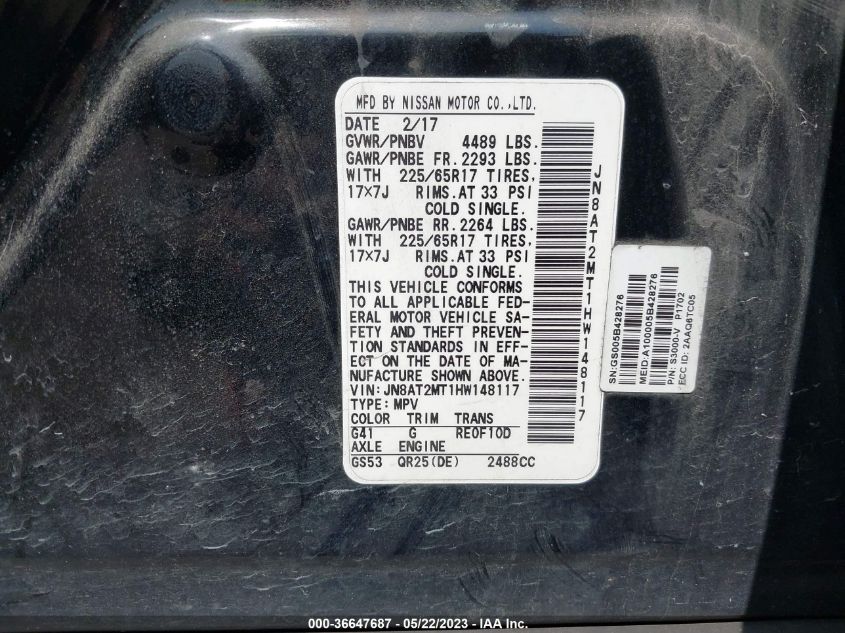 MFD BY NISSAN MOTOR CO.,LTD.
DATE 2/17
GVWR/PNBV 4489 LBS.
GAWR/PNBE FR.2293 LBS.
WITH 225/65R17 TIRES,
17×7J RIMS.AT 33 PSI
COLD SINGLE.
GAWR/PNBE RR.2264 LBS.
WITH 225/65R17 TIRES,
17×7J RIMS.AT 33 PSI
COLD SINGLE.
THIS VEHICLE CONFORMS
TO ALL APPLICABLE FED-
ERAL MOTOR VEHICLE SA-
FETY AND THEFT PREVEN-
TION STANDARDS IN EFF-
ECT ON THE DATE OF MA-
NUFACTURE SHOWN ABOVE.
VIN:JN8AT2MT1HW148117
TYPE:MPV
COLOR TRIM TRANS
G41 G RE0F10D
AXLE ENGINE
GS53 QR25(DE) 2488CC
JN8AT2MT1HW148117
SN:GS005B428276
MEID:A100005B428276
P/N: S3000-V P1702
FCC ID: 2AAQ6TC05
000-36647687 - 05/22/2023 - IAA Inc.